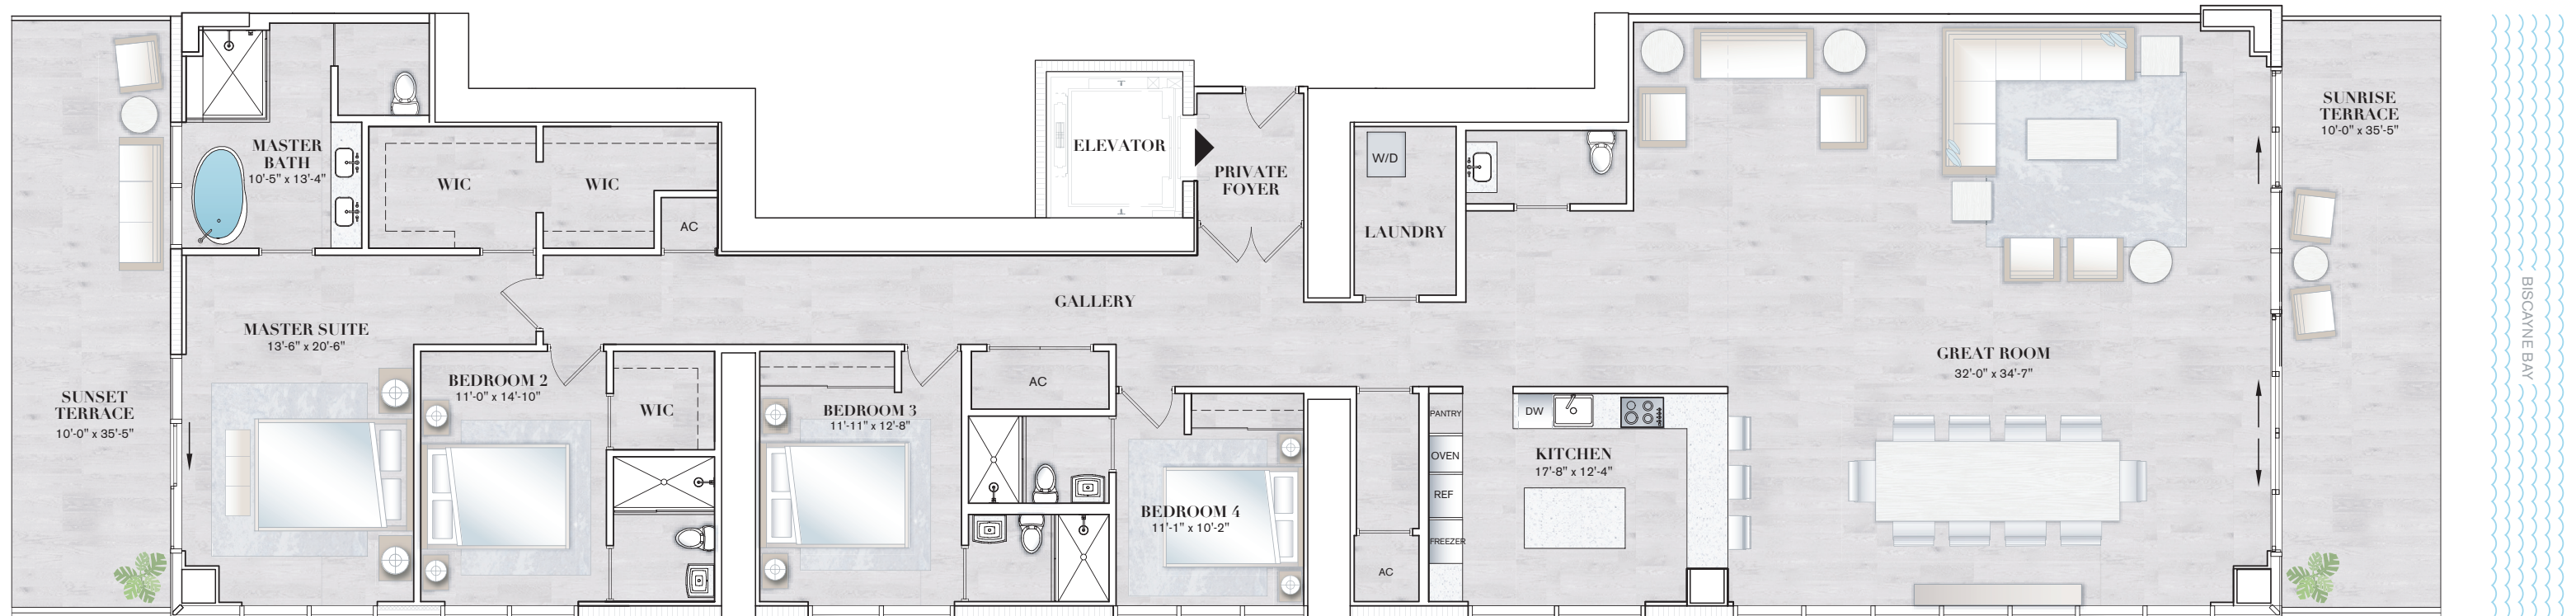 SUNSET
TERRACE
10'-0" x 35'-5"
MASTER
BATH
10'-5" x 13'-4"
WIC
WIC
AC
MASTER SUITE
13'-6" x 20'-6"
BEDROOM 2
11'-0" x 14'-10"
WIC
GALLERY
BEDROOM 3
11'-11" x 12'-8"
AC
BEDROOM 4
11'-1" x 10'-2"
ELEVATOR
PRIVATE
FOYER
W/D
LAUNDRY
PANTRY
OVEN
REF
FREEZER
AC
DW
KITCHEN
17'-8" x 12'-4"
GREAT ROOM
32'-0" x 34'-7"
SUNRISE
TERRACE
10'-0" x 35'-5"
BISCAYNE BAY